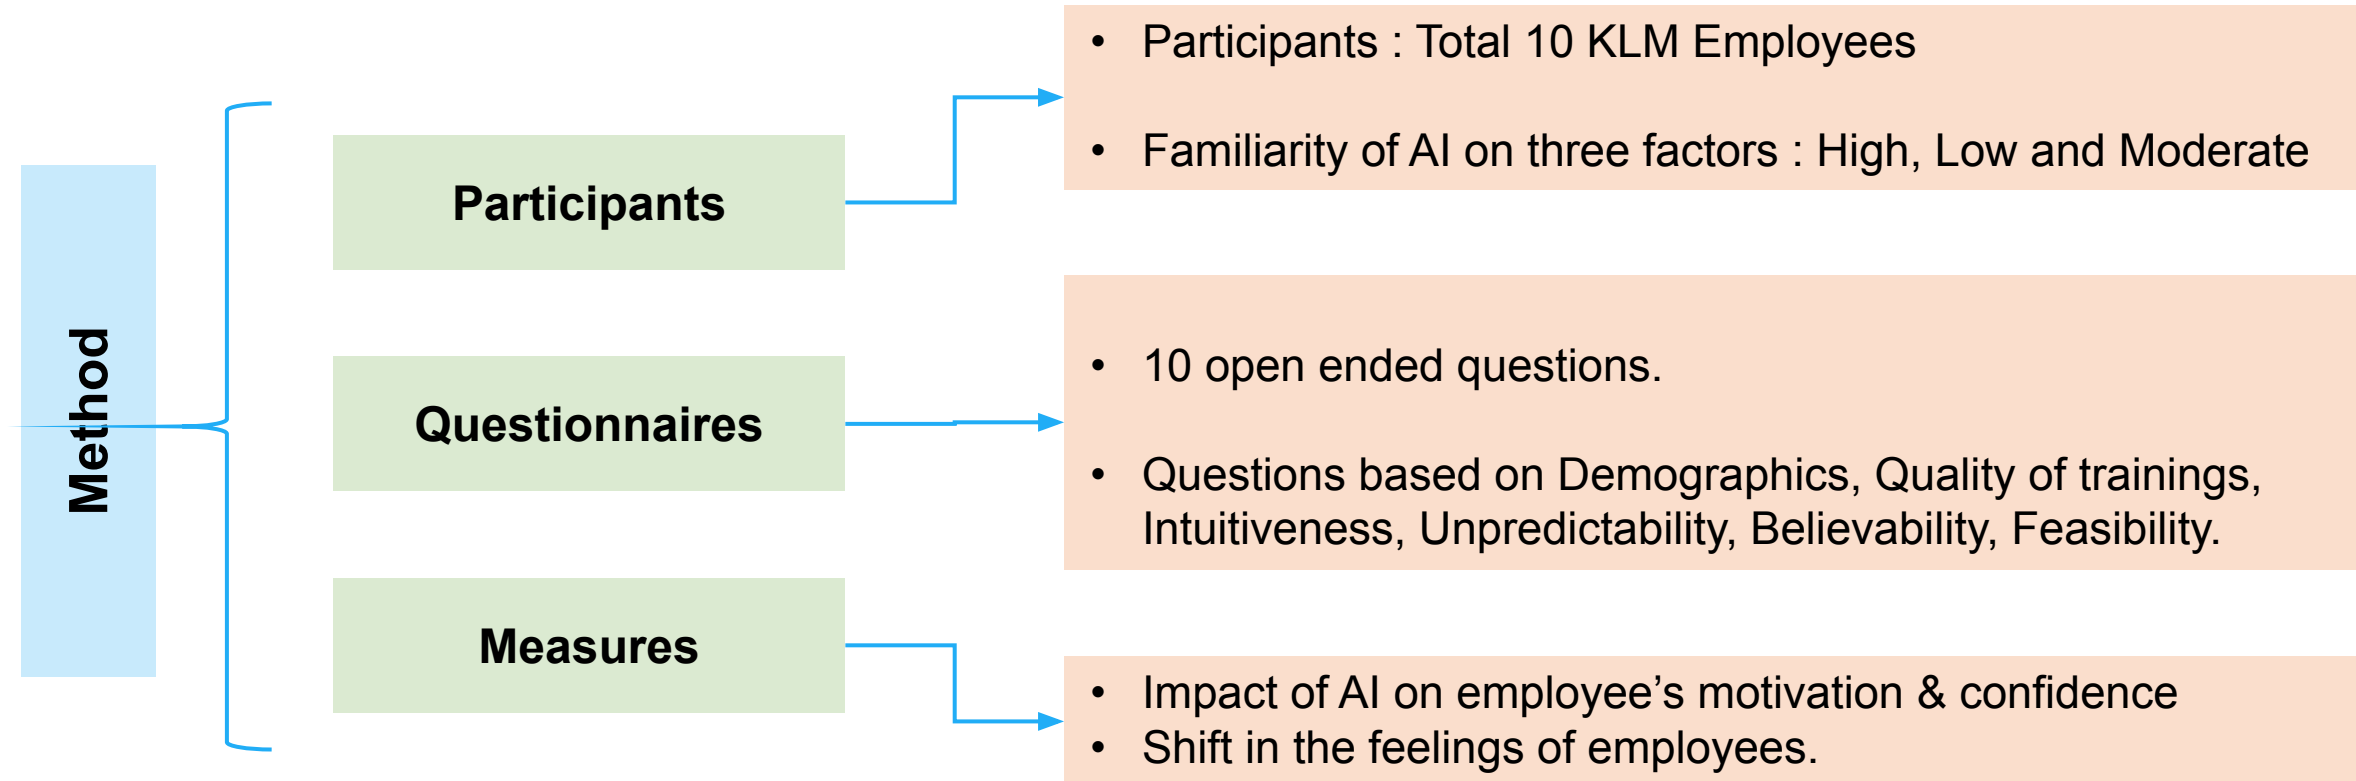 Method
Participants
• Participants : Total 10 KLM Employees
• Familiarity of AI on three factors : High, Low and Moderate
Questionnaires
• 10 open ended questions.
• Questions based on Demographics, Quality of trainings,
Intuitiveness, Unpredictability, Believability, Feasibility.
Measures
• Impact of AI on employee’s motivation & confidence
• Shift in the feelings of employees.